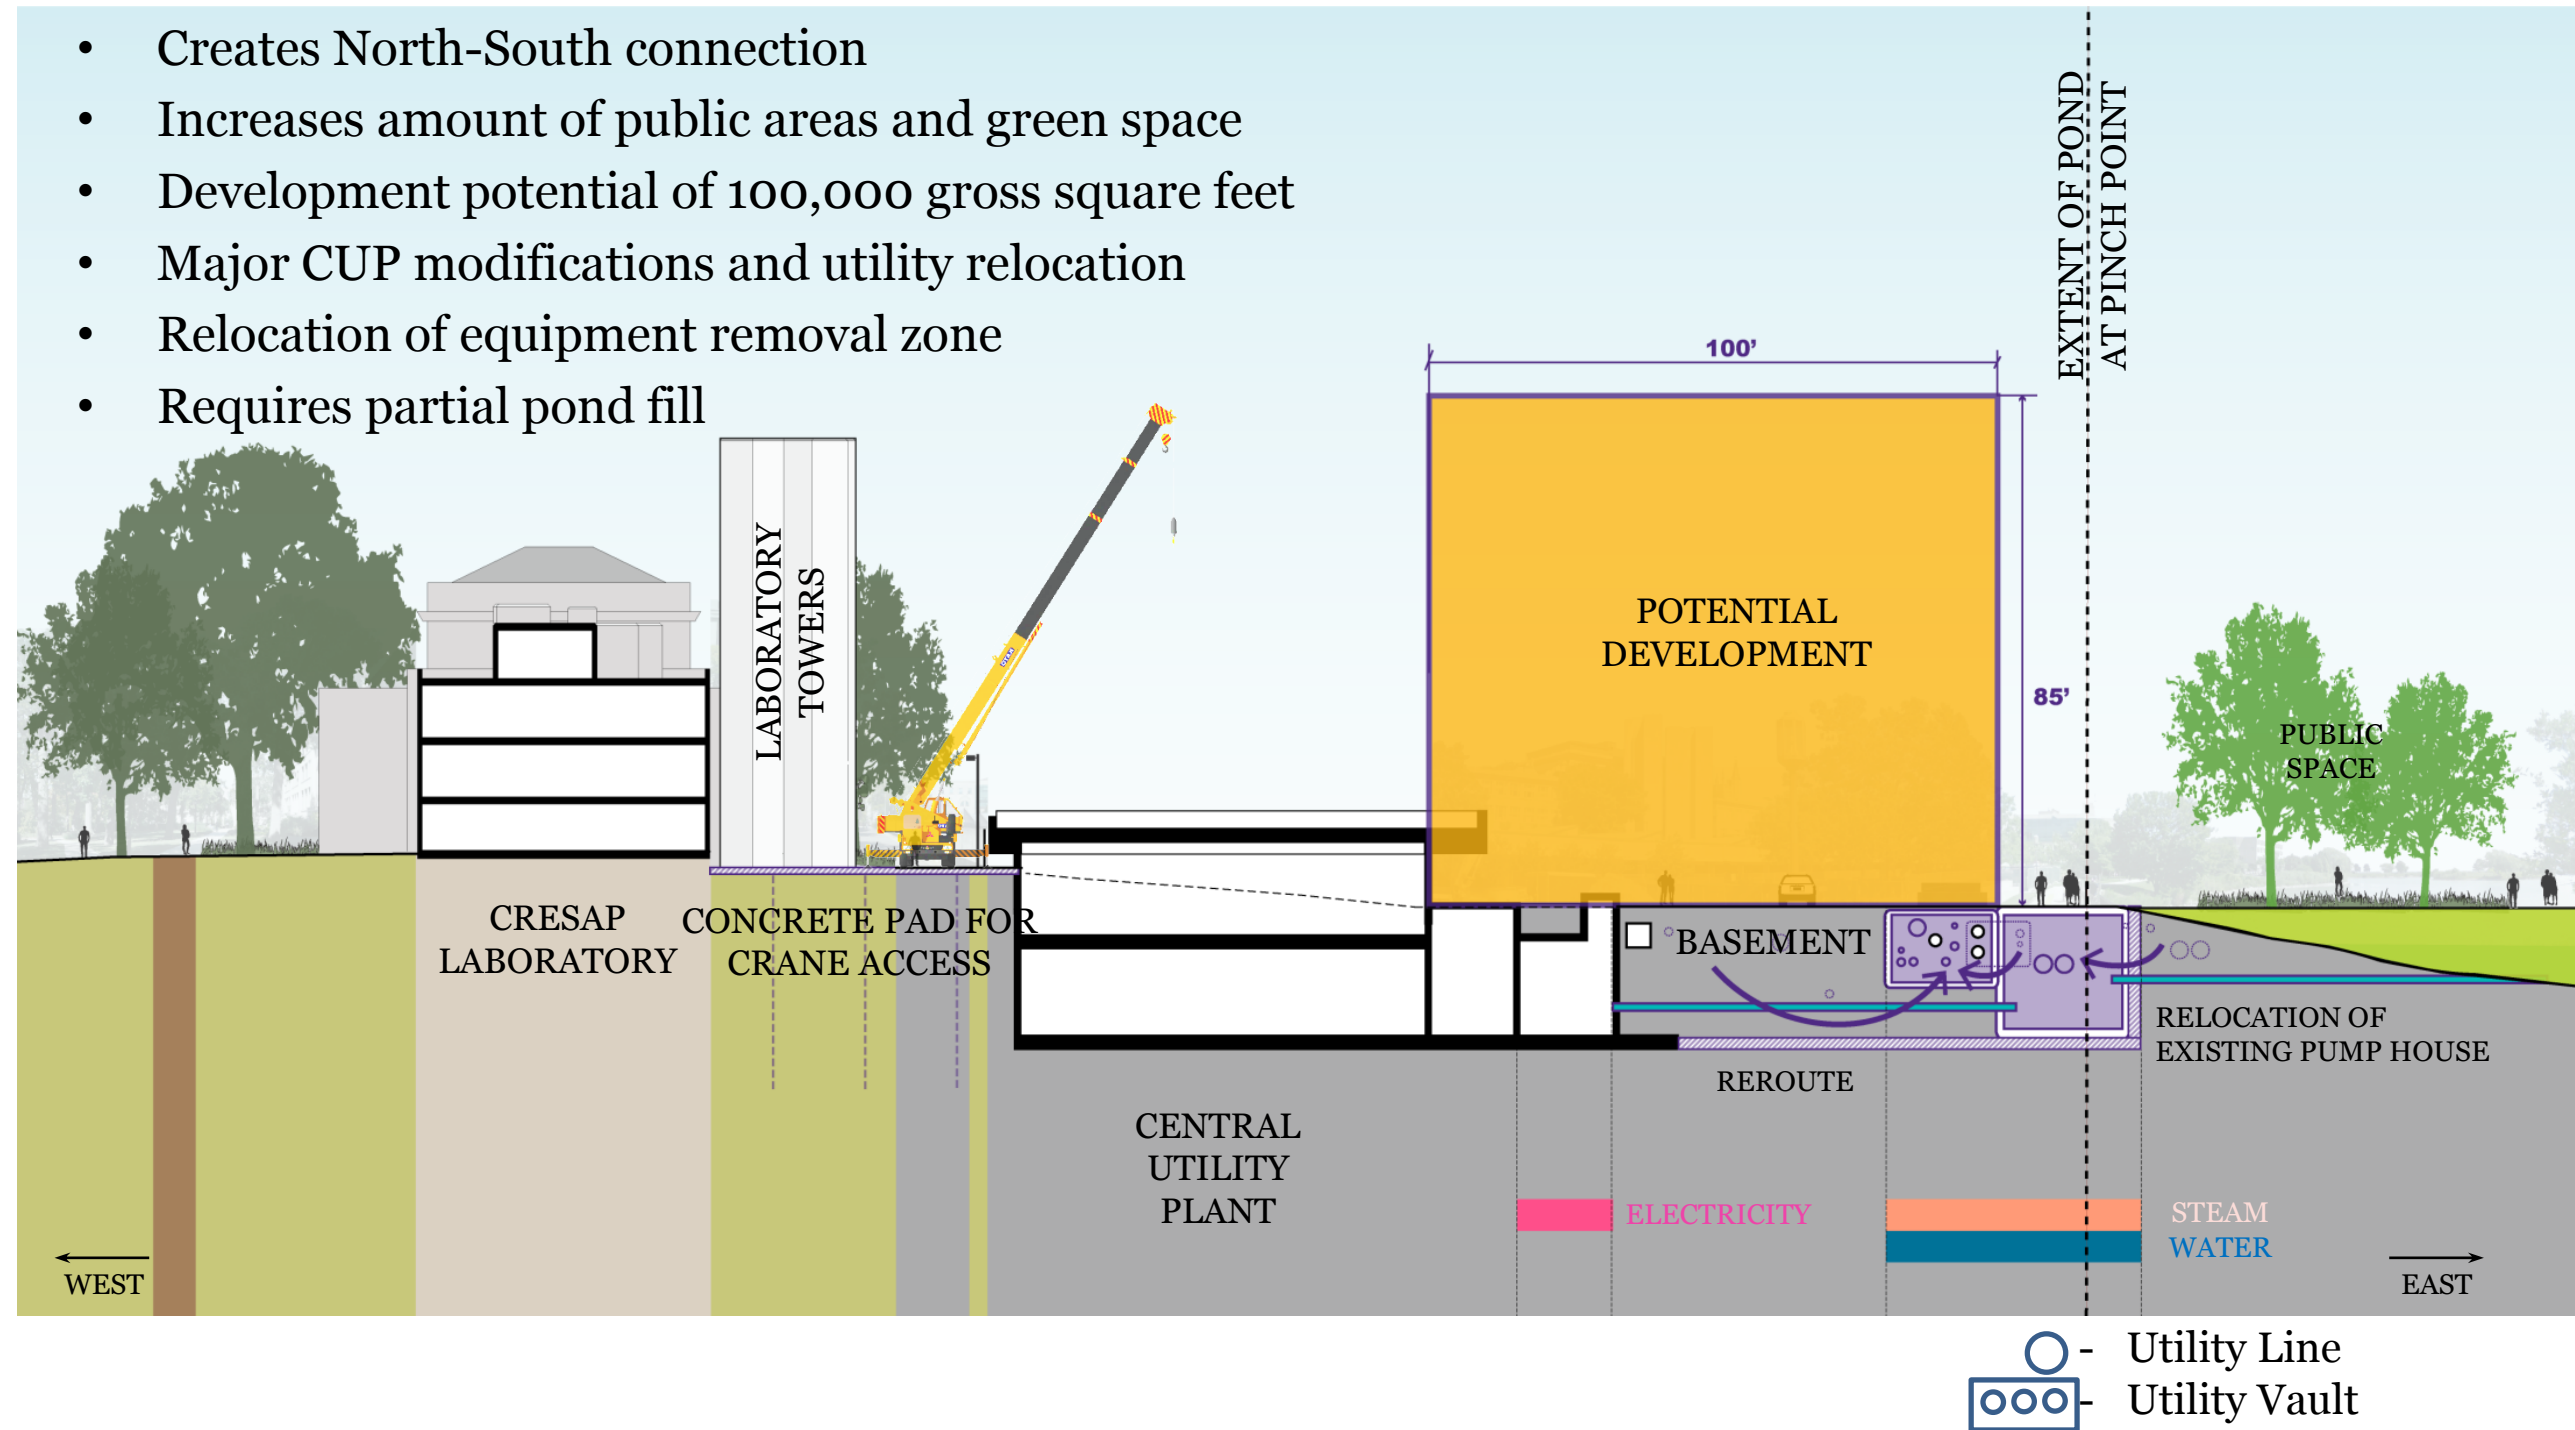 • Creates North-South connection
• Increases amount of public areas and green space
• Development potential of 100,000 gross square feet
• Major CUP modifications and utility relocation
• Relocation of equipment removal zone
• Requires partial pond fill
EXTENT OF POND
AT PINCH POINT
100’
85’
LABORATORY
TOWERS
POTENTIAL
DEVELOPMENT
PUBLIC
SPACE
CRESAP
LABORATORY
CONCRETE PAD FOR
CRANE ACCESS
BASEMENT
RELOCATION OF
EXISTING PUMP HOUSE
REROUTE
CENTRAL
UTILITY
PLANT
ELECTRICITY
STEAM
WATER
WEST
EAST
- Utility Line
- Utility Vault